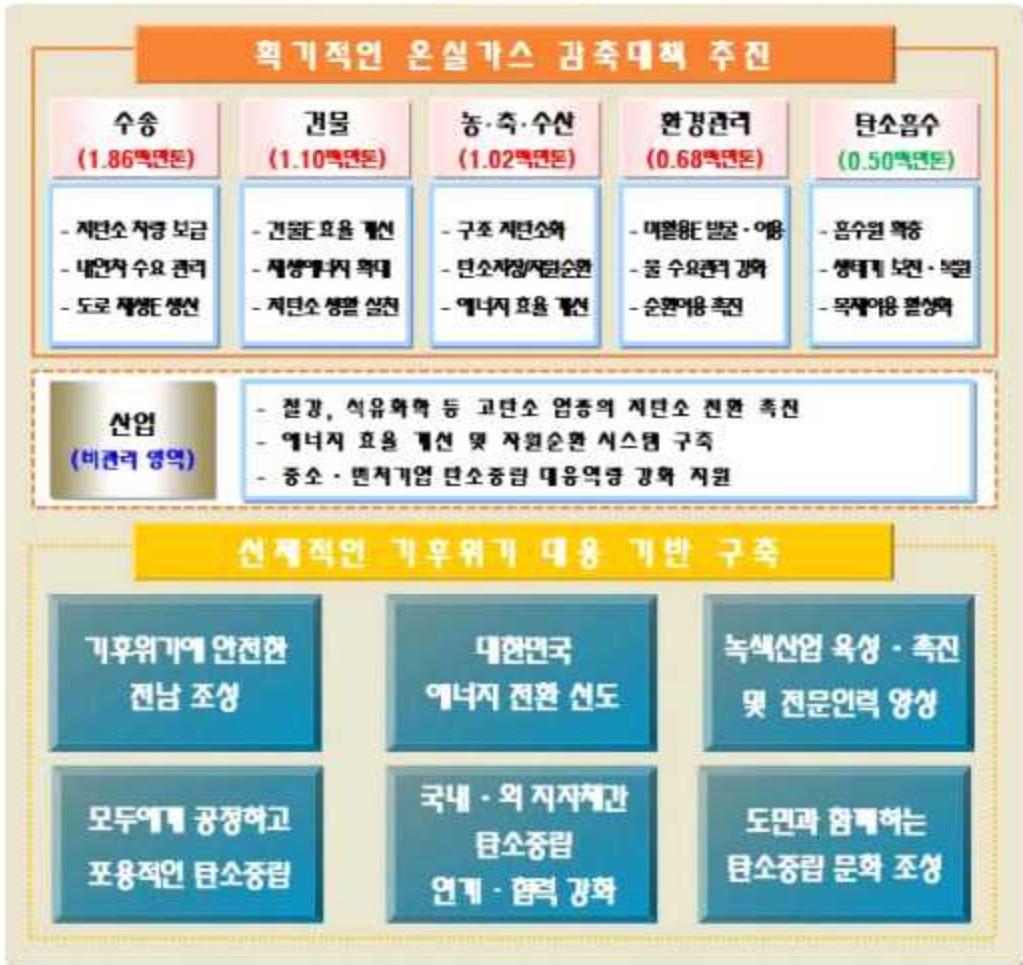 획기적인 온실가스 감축대책 추진
수송
(1.86백만톤)
- 저탄소 차량 보급
- 내연차 수요 관리
- 도로 재생E 생산
건물
(1.10백만톤)
- 건물E 효율 개선
- 재생에너지 확대
- 저탄소 생활 실천
농·축·수산
(1.02백만톤)
- 구조 저탄소화
- 탄소저장/자원순환
- 에너지 효율 개선
환경관리
(0.68백만톤)
- 미활용E 발굴·이용
- 물 수요관리 강화
- 순환이용 촉진
탄소흡수
(0.50백만톤)
- 흡수원 확충
- 생태계 보전·복원
- 목재이용 활성화
산업
(비관리 영역)
- 철강, 석유화학 등 고탄소 업종의 저탄소 전환 촉진
- 에너지 효율 개선 및 자원순환 시스템 구축
- 중소·벤처기업 탄소중립 대응역량 강화 지원
선제적인 기후위기 대응 기반 구축
기후위기에 안전한
전남 조성
대한민국
에너지 전환 선도
녹색산업 육성·촉진
및 전문인력 양성
모두에게 공정하고
포용적인 탄소중립
국내·외 지자체간
탄소중립
연계·협력 강화
도민과 함께하는
탄소중립 문화 조성